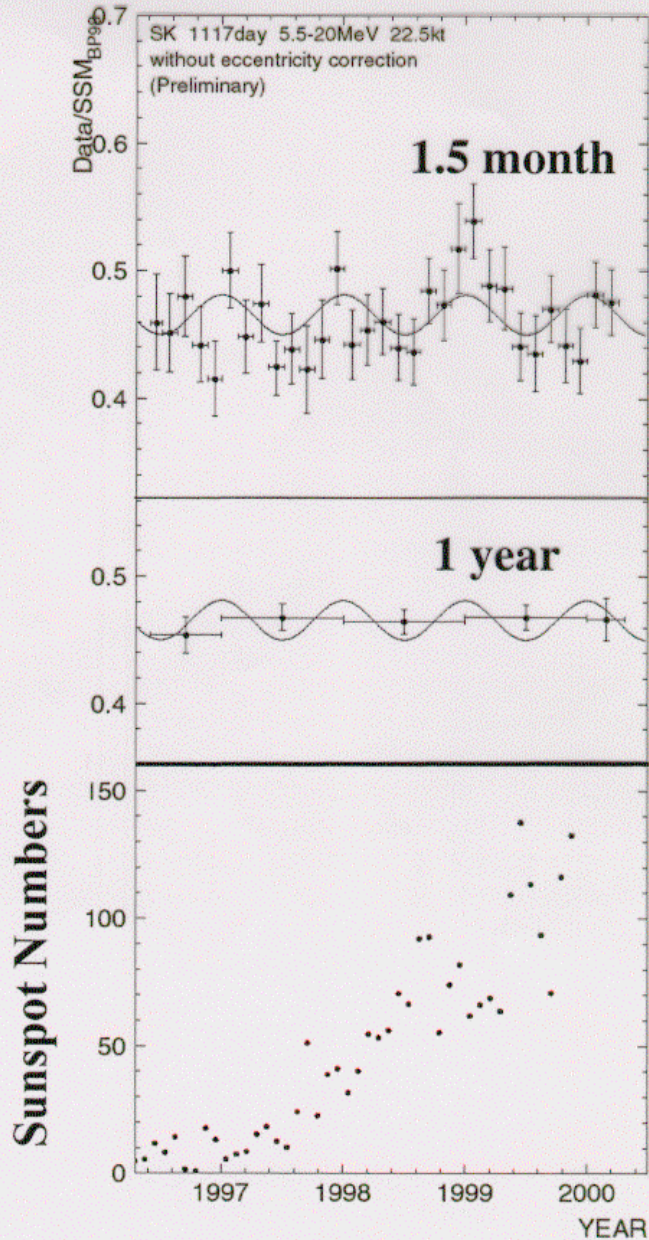 0.7
SK 1117day 5.5-20MeV 22.5kt
without eccentricity correction
(Preliminary)
Data/SSM
0.6
1.5 month
0.5
0.4
1 year
0.5
0.4
Sunspot Numbers
150
100
50
0
1997
1998
1999
2000
YEAR